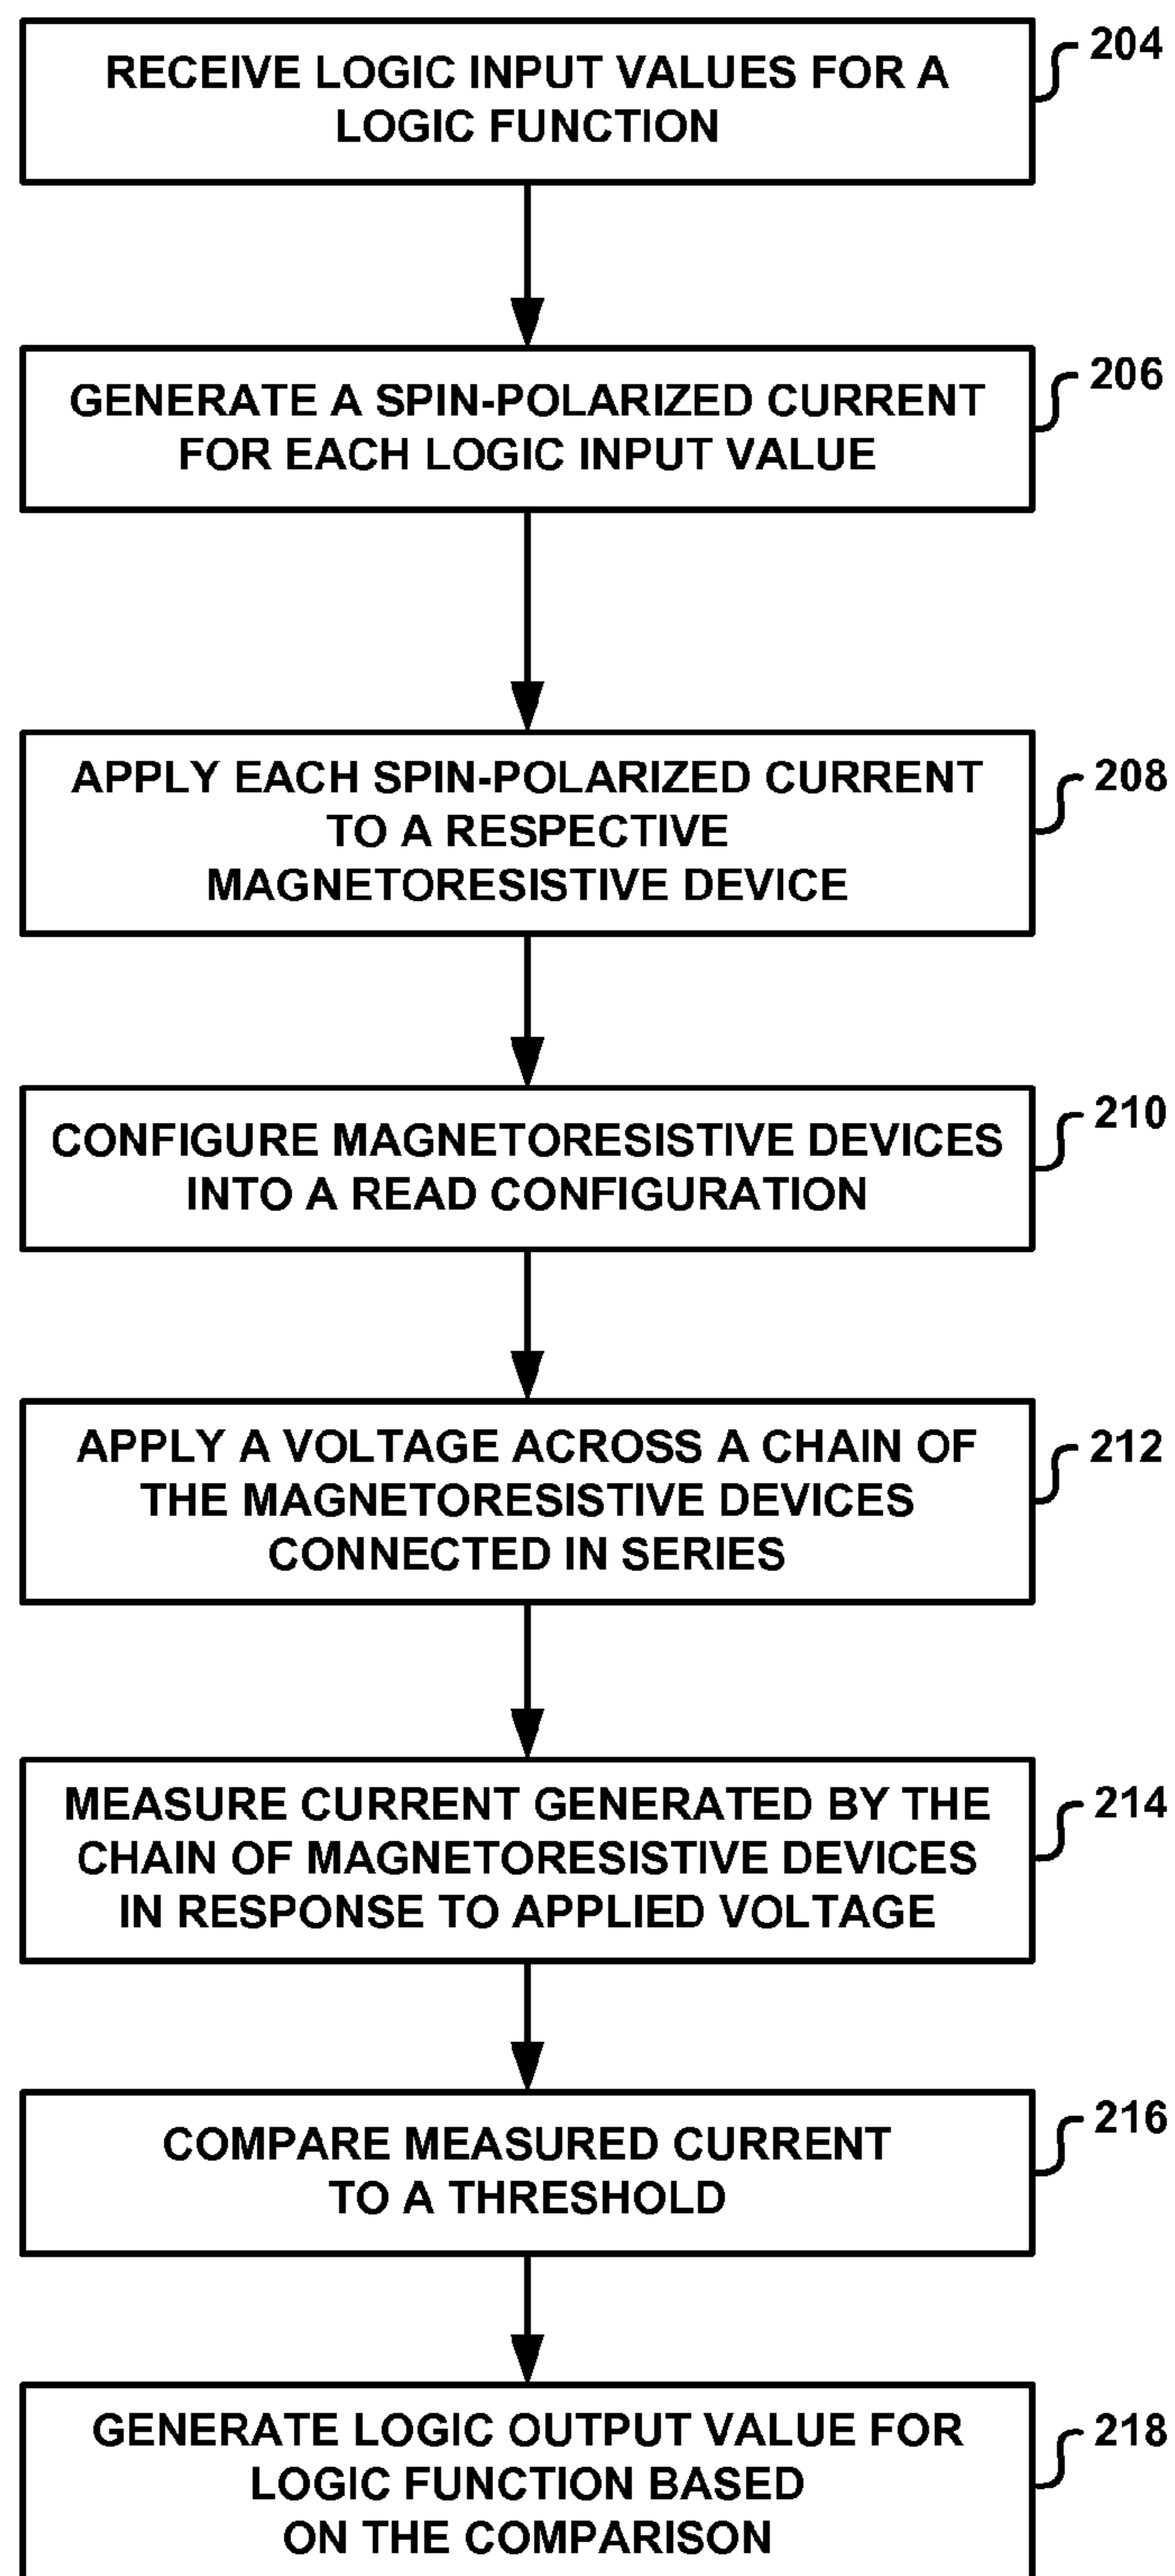 RECEIVE LOGIC INPUT VALUES FOR A
LOGIC FUNCTION
204
GENERATE A SPIN-POLARIZED CURRENT
FOR EACH LOGIC INPUT VALUE
206
APPLY EACH SPIN-POLARIZED CURRENT
TO A RESPECTIVE
MAGNETORESISTIVE DEVICE
208
CONFIGURE MAGNETORESISTIVE DEVICES
INTO A READ CONFIGURATION
210
APPLY A VOLTAGE ACROSS A CHAIN OF
THE MAGNETORESISTIVE DEVICES
CONNECTED IN SERIES
212
MEASURE CURRENT GENERATED BY THE
CHAIN OF MAGNETORESISTIVE DEVICES
IN RESPONSE TO APPLIED VOLTAGE
214
COMPARE MEASURED CURRENT
TO A THRESHOLD
216
GENERATE LOGIC OUTPUT VALUE FOR
LOGIC FUNCTION BASED
ON THE COMPARISON
218